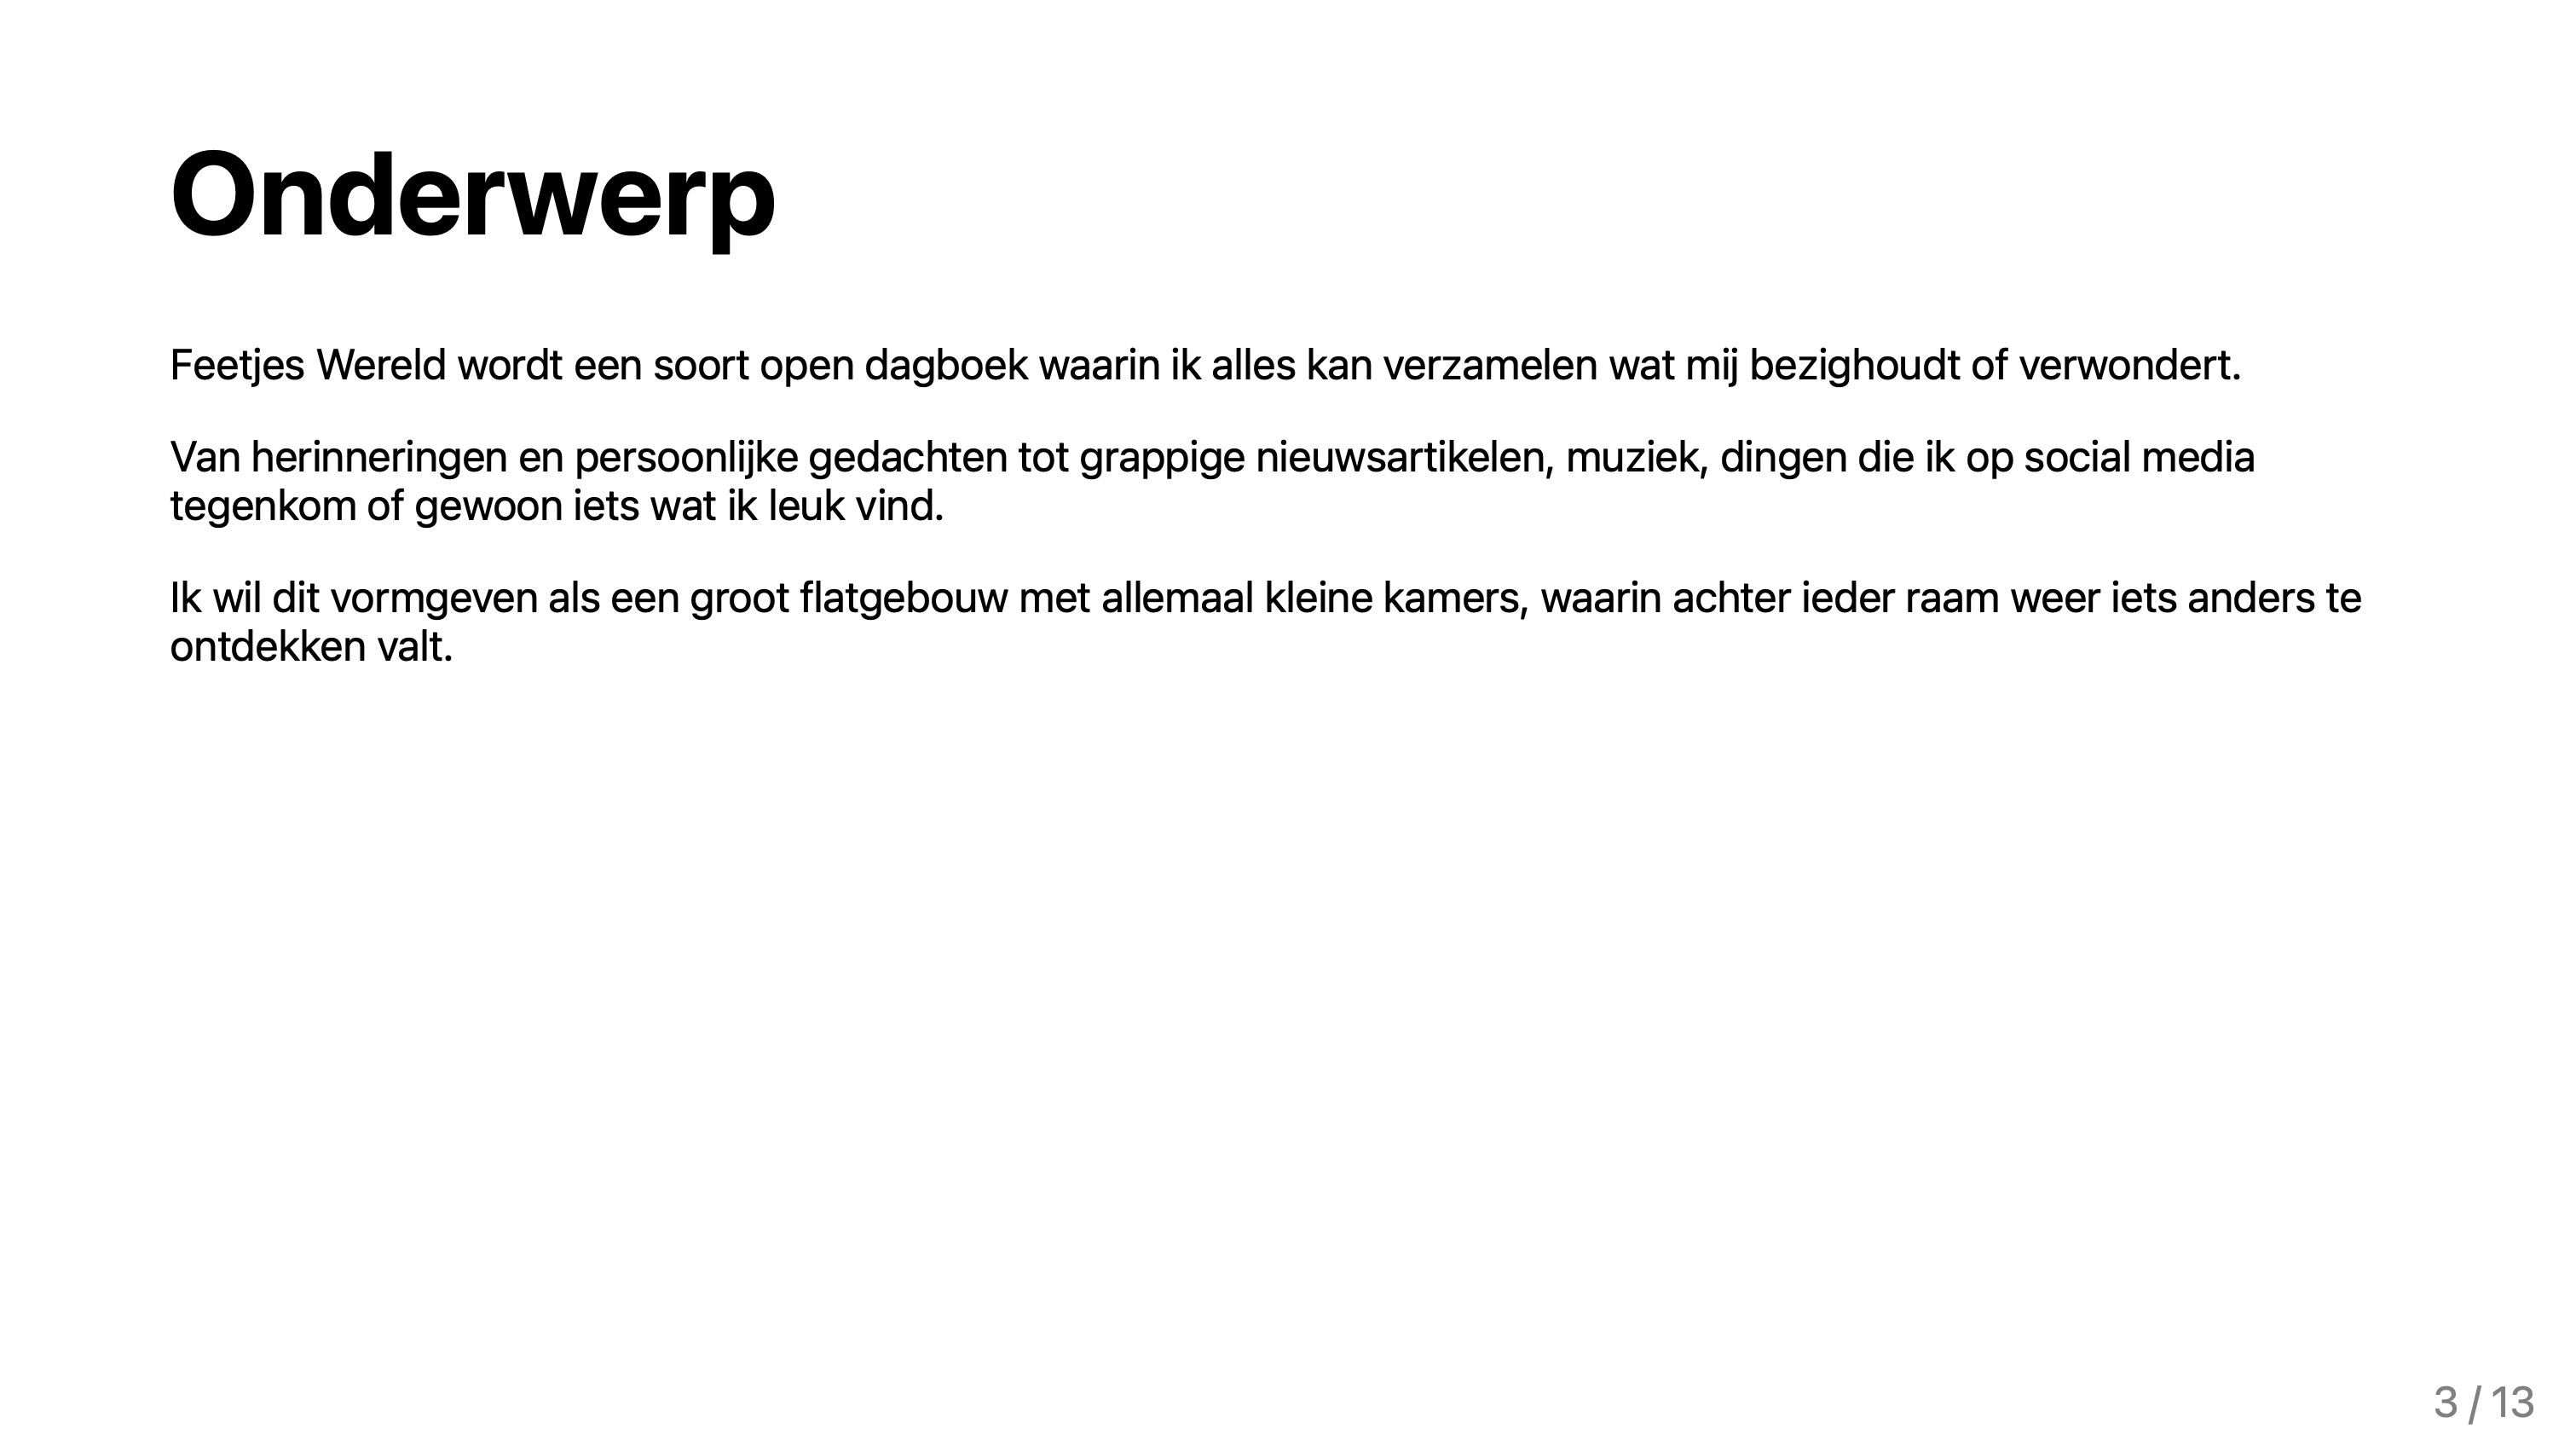 Onderwerp
Feetjes Wereld wordt een soort open dagboek waarin ik alles kan verzamelen wat mij bezighoudt of verwondert.
Van herinneringen en persoonlijke gedachten tot grappige nieuwsartikelen, muziek, dingen die ik op social media
tegenkom of gewoon iets wat ik leuk vind.
Ik wil dit vormgeven als een groot flatgebouw met allemaal kleine kamers, waarin achter ieder raam weer iets anders te
ontdekken valt.
3 / 13